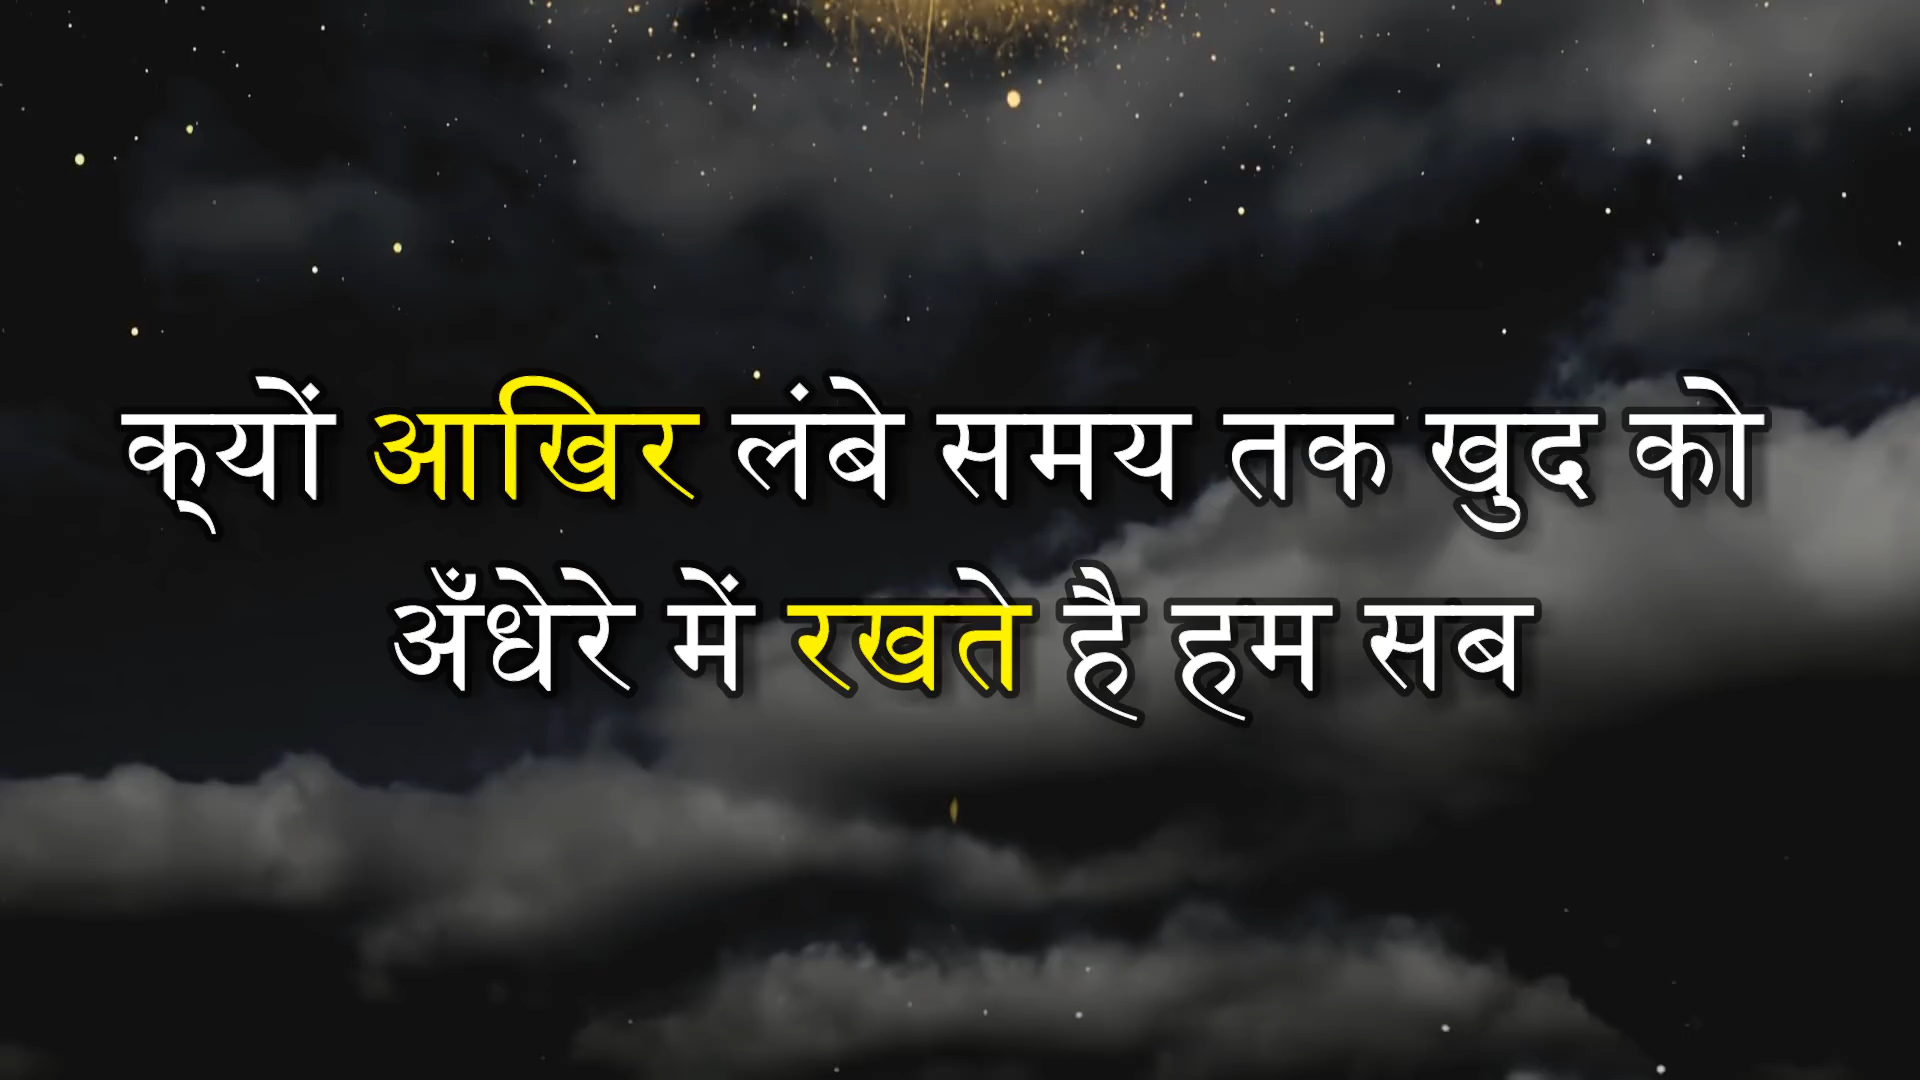 क्‌यों आखिर लंबे समय तक खुद को
अँधेरे में रखते है हम सब